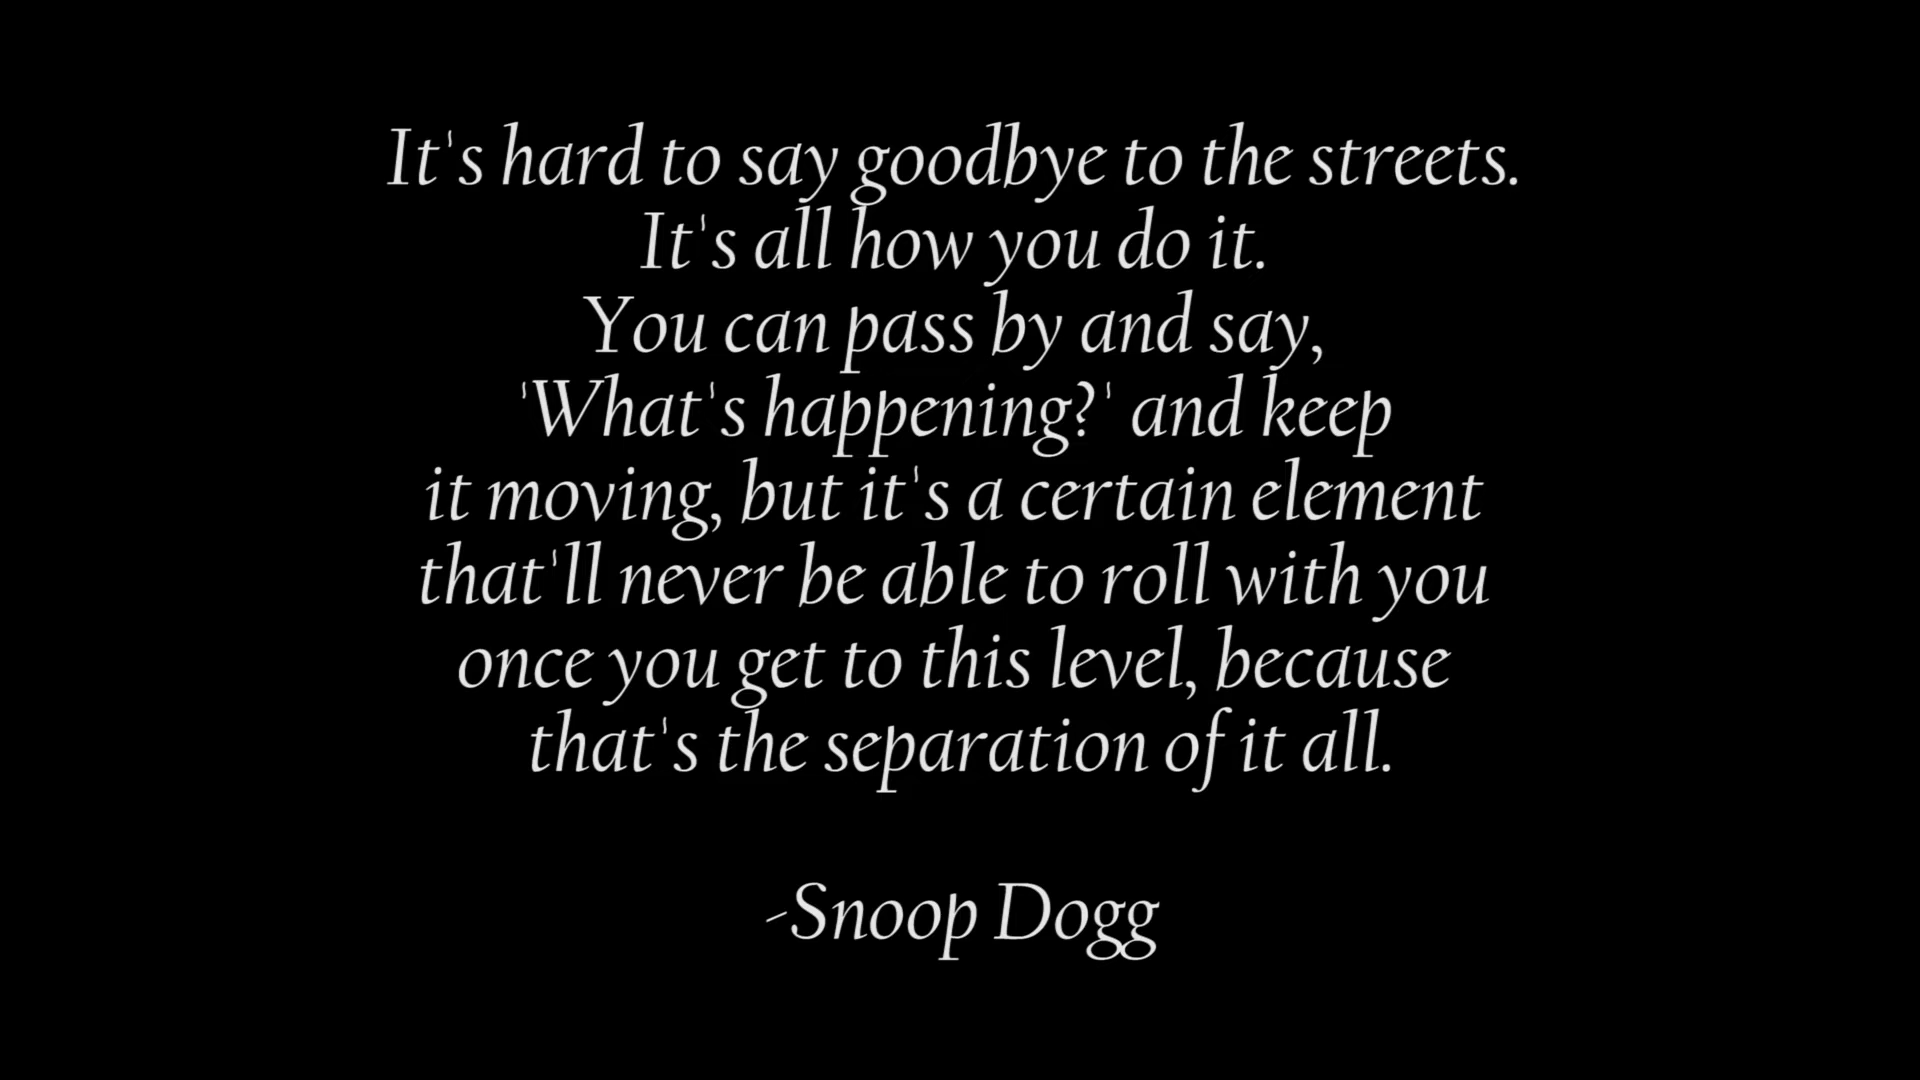 It's hard to say goodbye to the streets.
It's all how you do it.
You can pass by and say,
'What's happening?' and keep
it moving, but it's a certain element
that'll never be able to roll with you
once you get to this level, because
that's the separation of it all.
-Snoop Dogg